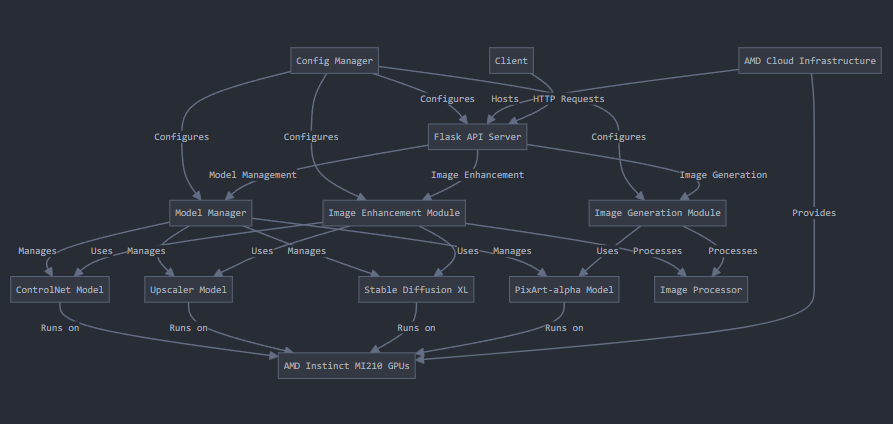 Config Manager
Client
AMD Cloud Infrastructure
Configures
Hosts
HTTP Requests
Configures
Configures
Flask API Server
Configures
Model Management
Image Enhancement
Image Generation
Model Manager
Image Enhancement Module
Image Generation Module
Provides
Manages
Uses
Manages
Uses
Manages
Uses
Manages
Uses
Processes
Processes
ControlNet Model
Upscaler Model
Stable Diffusion XL
PixArt-alpha Model
Image Processor
Runs on
Runs on
Runs on
Runs on
AMD Instinct MI210 GPUs